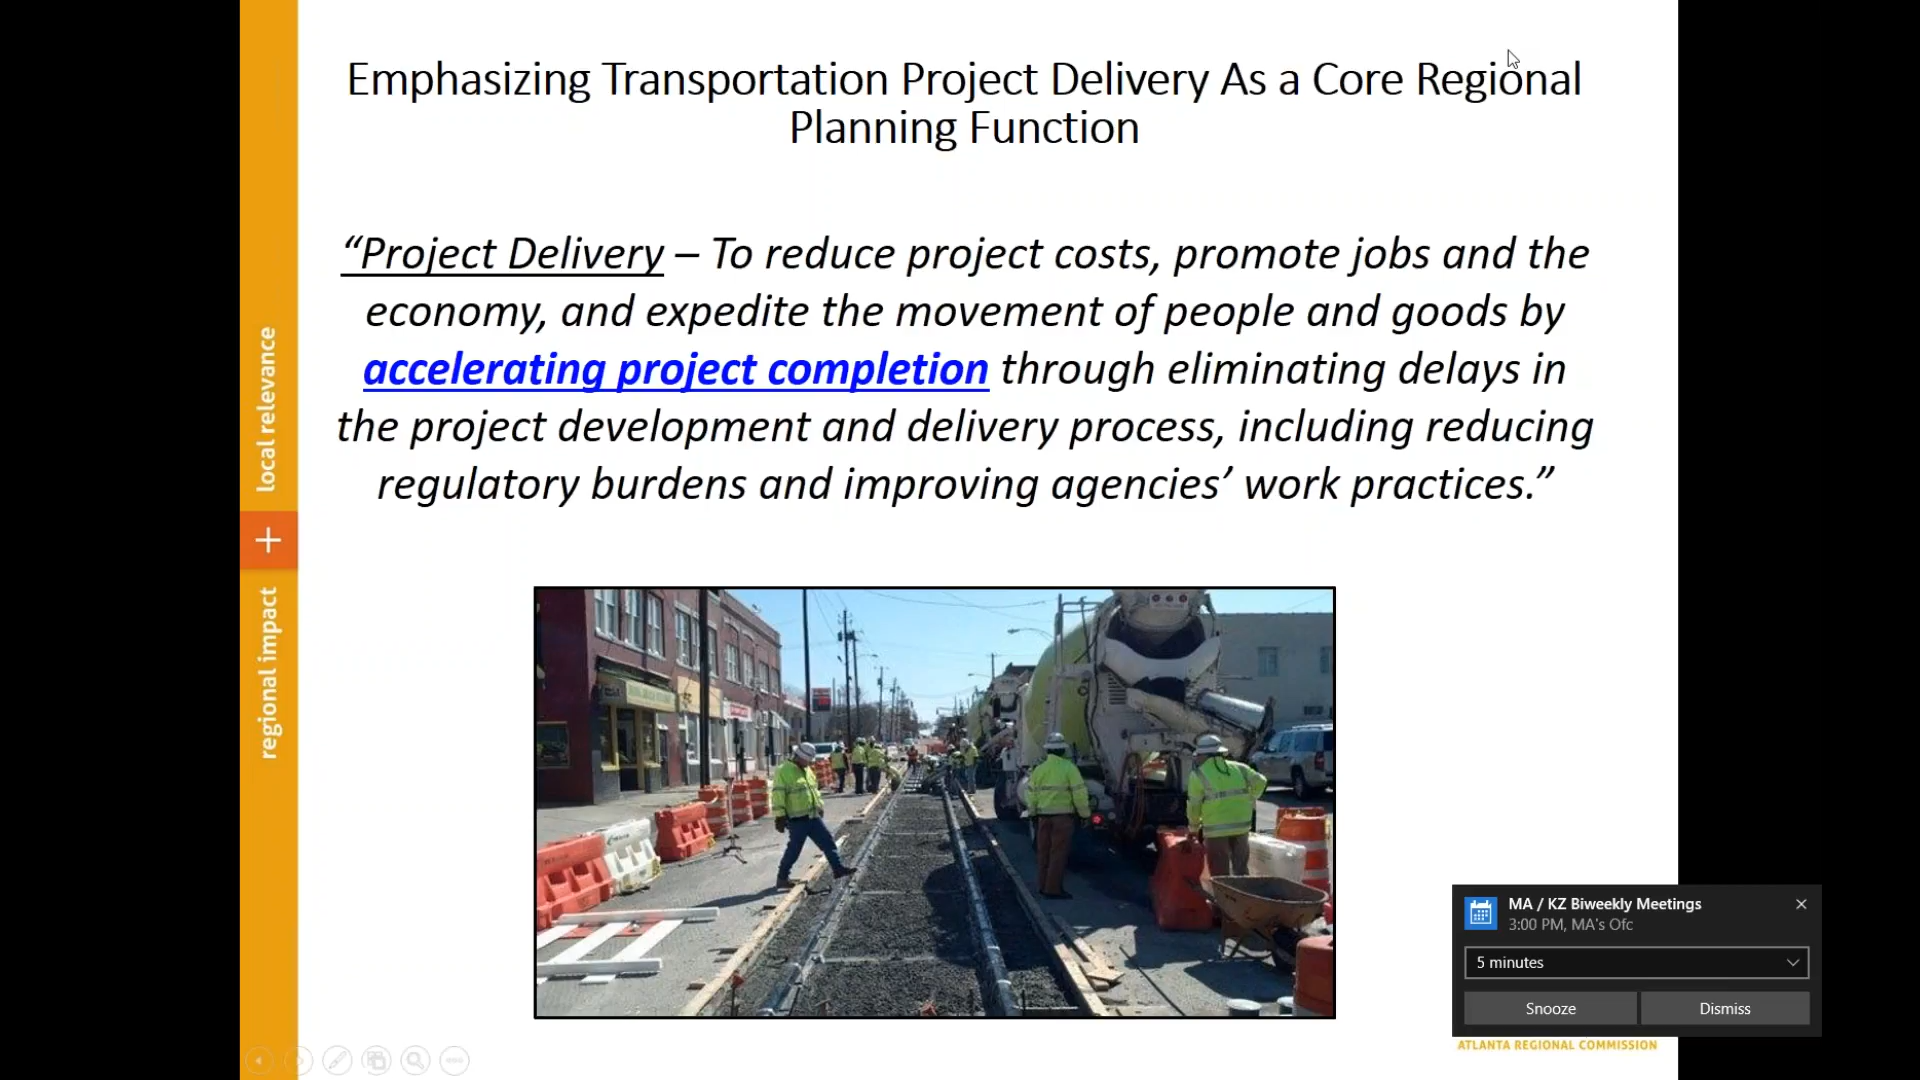 Emphasizing Transportation Project Delivery As a Core Regional
Planning Function
“Project Delivery – To reduce project costs, promote jobs and the
economy, and expedite the movement of people and goods by
accelerating project completion through eliminating delays in
the project development and delivery process, including reducing
regulatory burdens and improving agencies’ work practices.”
local relevance
+
regional impact
MA / KZ Biweekly Meetings
3:00 PM, MA's Ofc
5 minutes
Snooze
Dismiss
ATLANTA REGIONAL COMMISSION